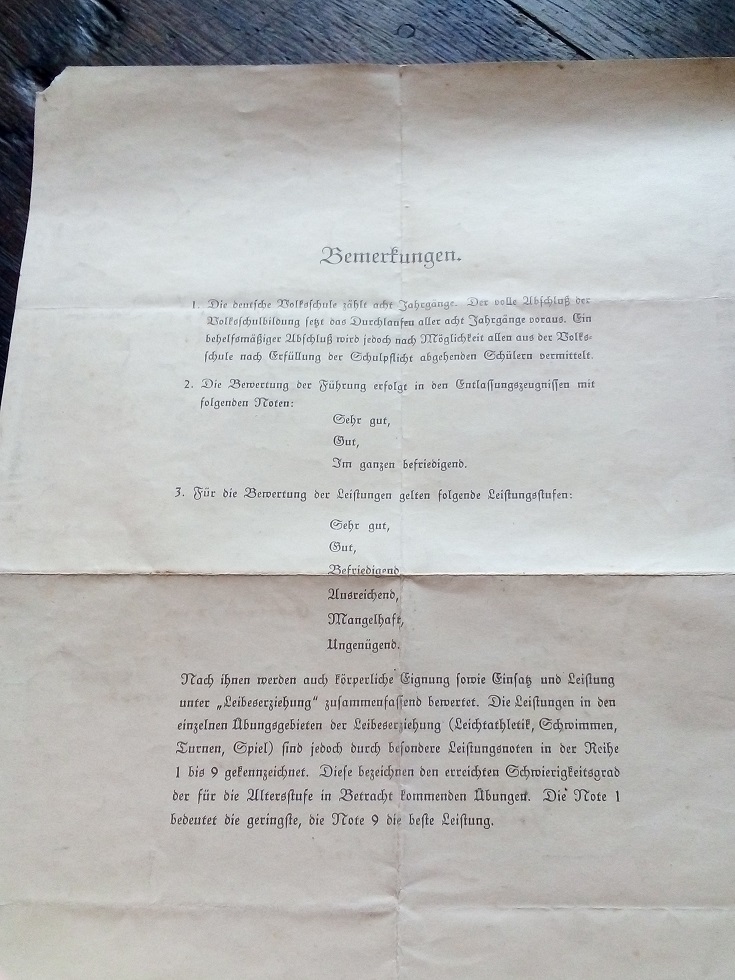 Bemerkungen.
1. Die deutsche Volksschule zählt acht Jahrgänge. Der volle Abschluß der
Volksschulbildung setzt das Durchlaufen aller acht Jahrgänge voraus. Ein
behelfsmäßiger Abschluß wird jedoch nach Möglichkeit allen aus der Volks-
schule nach Erfüllung der Schulpflicht abgehenden Schülern vermittelt.
2. Die Bewertung der Führung erfolgt in den Entlassungszeugnissen mit
folgenden Noten:
Sehr gut,
Gut,
Im ganzen befriedigend.
3. Für die Bewertung der Leistungen gelten folgende Leistungsstufen:
Sehr gut,
Gut,
Befriedigend,
Ausreichend,
Mangelhaft,
Ungenügend.
Nach ihnen werden auch körperliche Eignung sowie Einsatz und Leistung
unter „Leibeserziehung“ zusammenfassend bewertet. Die Leistungen in den
einzelnen Übungsgebieten der Leibeserziehung (Leichtathletik, Schwimmen,
Turnen, Spiel) sind jedoch durch besondere Leistungsnoten in der Reihe
1 bis 9 gekennzeichnet. Diese bezeichnen den erreichten Schwierigkeitsgrad
der für die Altersstufe in Betracht kommenden Übungen. Die Note 1
bedeutet die geringste, die Note 9 die beste Leistung.